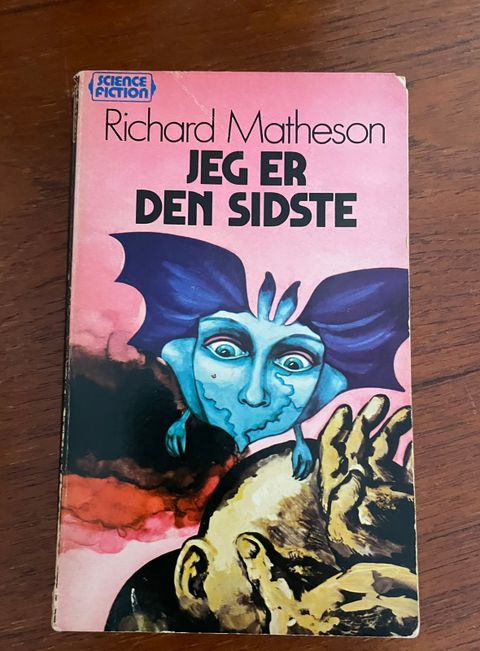 SCIENCE
FICTION
Richard Matheson
JEG ER
DEN SIDSTE